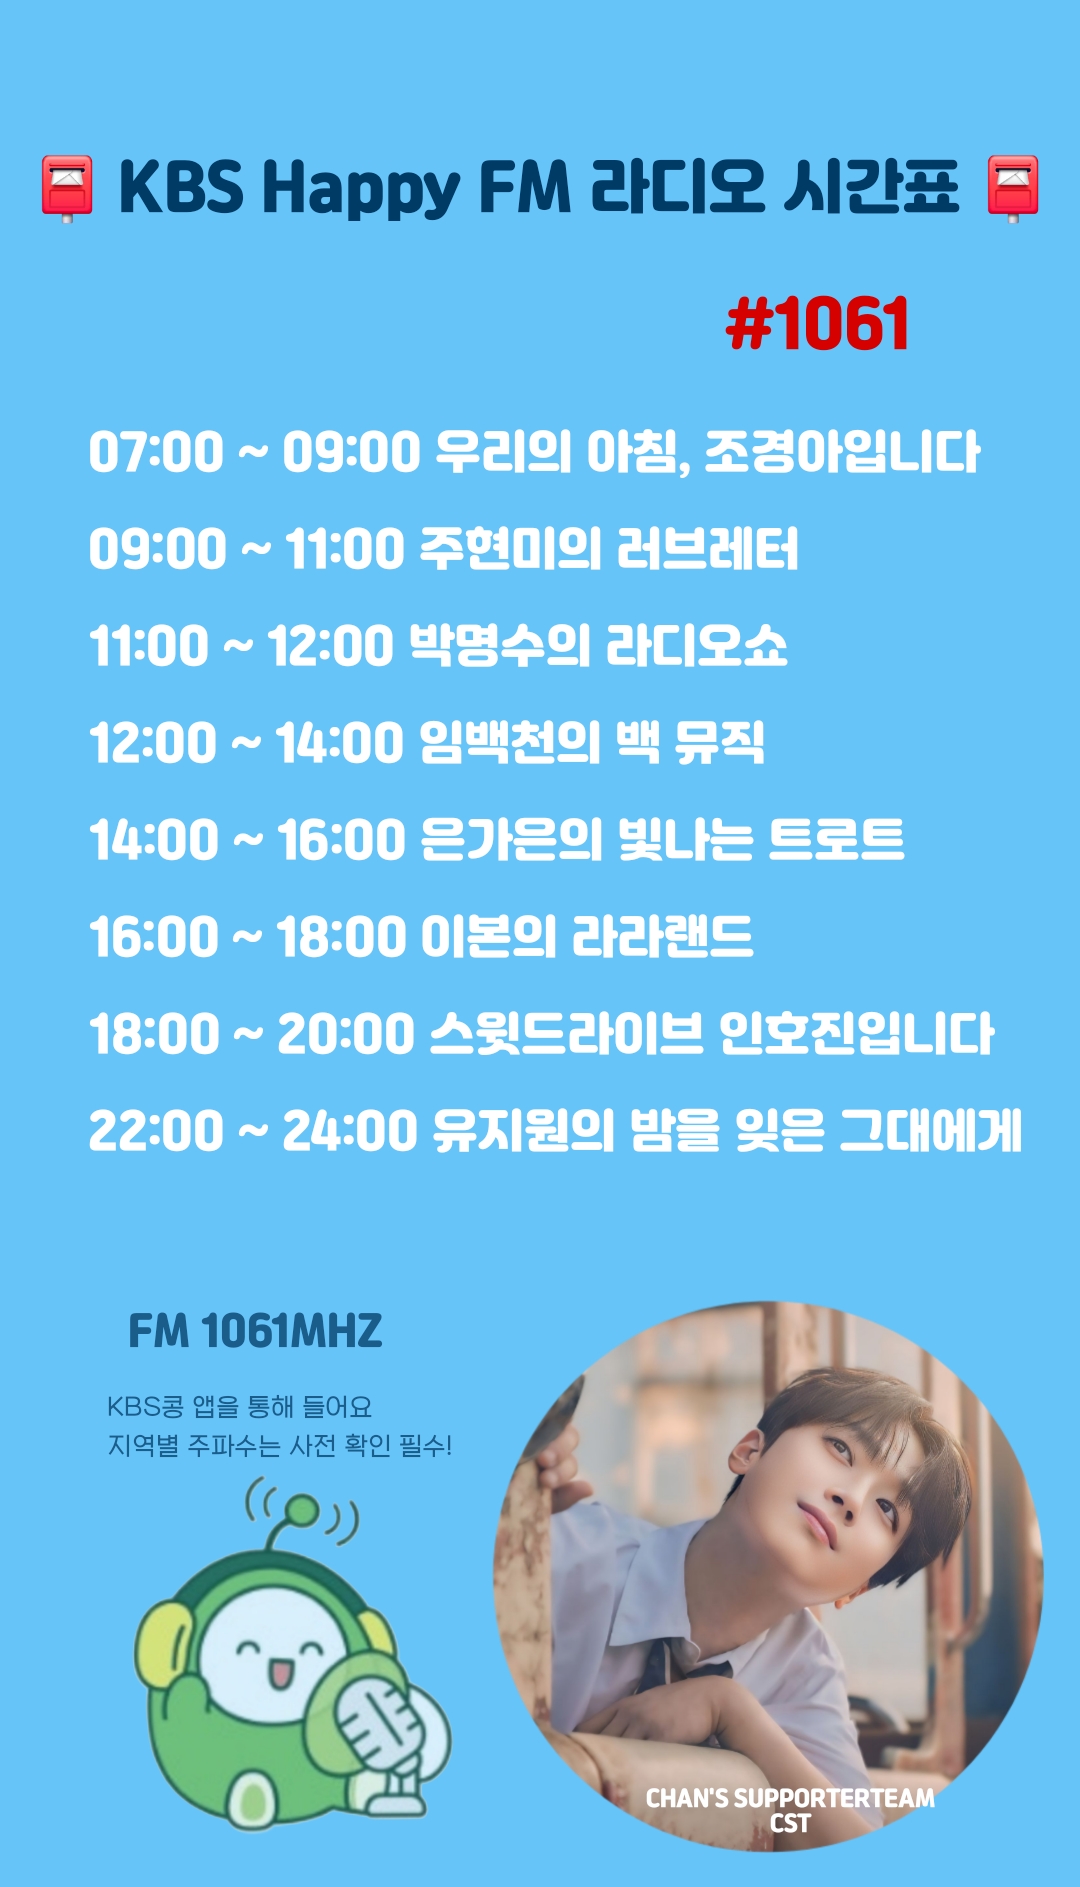 KBS Happy FM 라디오 시간표
#1061
07:00 ~ 09:00 우리의 아침, 조경아입니다
09:00 ~ 11:00 주현미의 러브레터
11:00 ~ 12:00 박명수의 라디오쇼
12:00 ~ 14:00 임백천의 백 뮤직
14:00 ~ 16:00 은가은의 빛나는 트로트
16:00 ~ 18:00 이본의 라라랜드
18:00 ~ 20:00 스윗드라이브 인호진입니다
22:00 ~ 24:00 유지원의 밤을 잊은 그대에게
FM 1061MHZ
KBS콩 앱을 통해 들어요
지역별 주파수는 사전 확인 필수!
CHAN'S SUPPORTERTEAM
CST